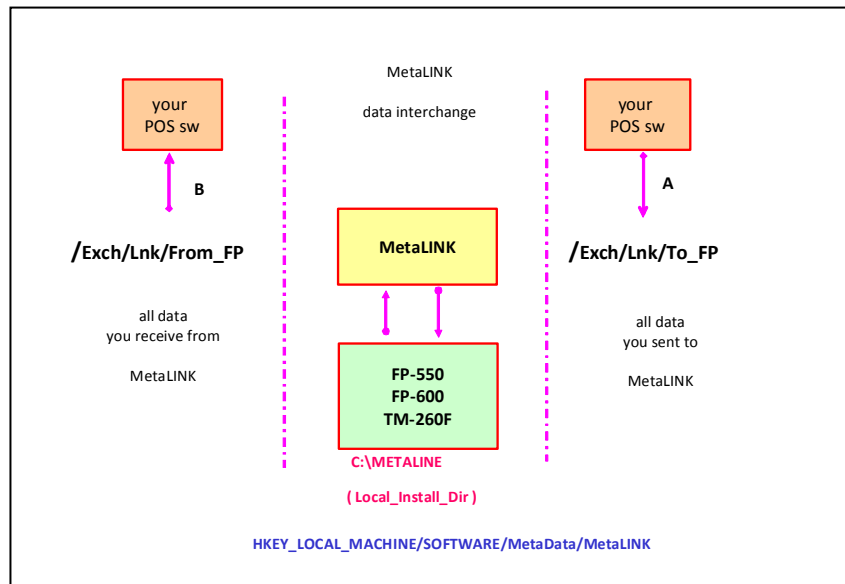 MetaLINK
data interchange
your
POS sw
B
/Exch/Lnk/From_FP
all data
you receive from
MetaLINK
MetaLINK
FP-550
FP-600
TM-260F
your
POS sw
A
/Exch/Lnk/To_FP
all data
you sent to
MetaLINK
C:\METALINE
( Local_Install_Dir )
HKEY_LOCAL_MACHINE/SOFTWARE/MetaData/MetaLINK